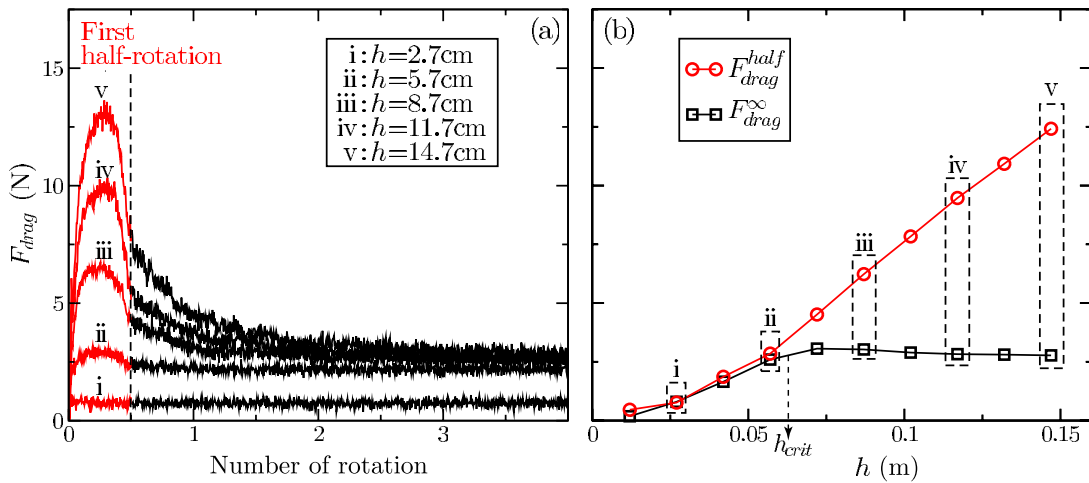 First
half-rotation
(a)
i: h=2.7cm
ii: h=5.7cm
iii: h=8.7cm
iv: h=11.7cm
v: h=14.7cm
v
iv
iii
ii
i
15
10
5
0
F_drag (N)
0 1 2 3
Number of rotation
(b)
F_drag^half
F_drag^∞
i
ii
iii
iv
v
0 0.05 0.1 0.15
h_crit
h (m)